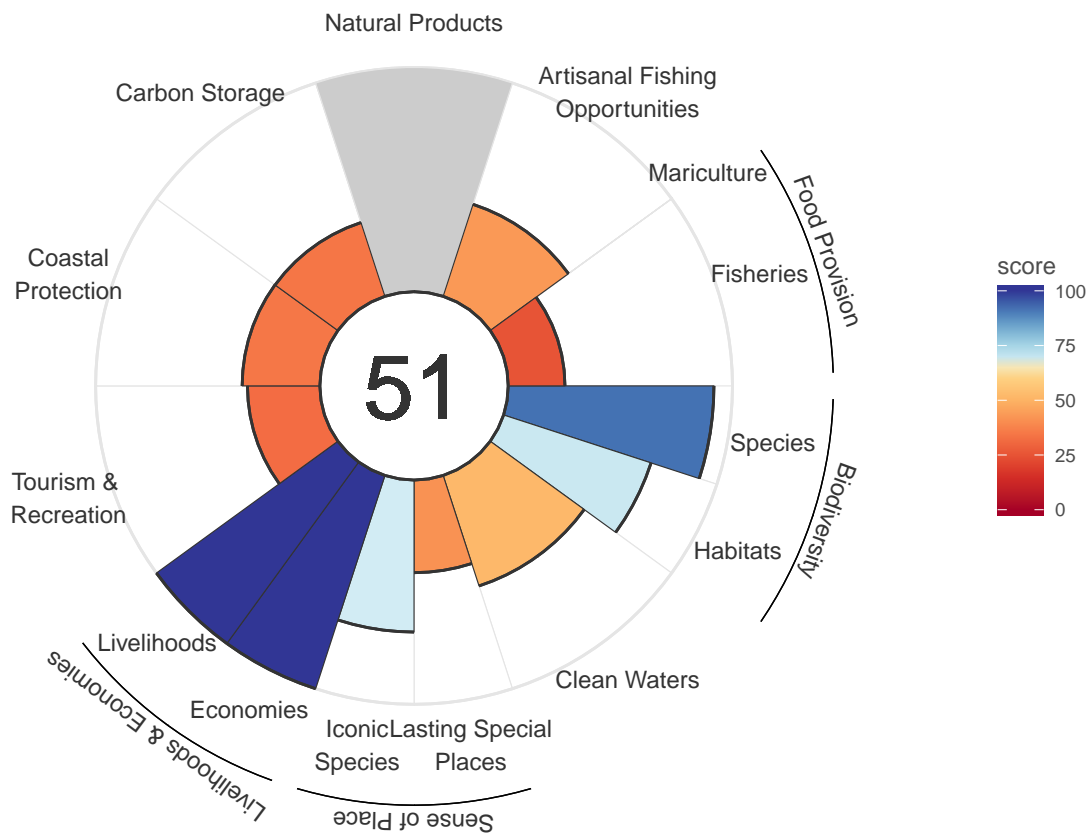 Natural Products
Carbon Storage
Artisanal Fishing
Opportunities
Mariculture
Food Provision
Fisheries
Coastal
Protection
score
100
75
50
25
0
51
Species
Biodiversity
Habitats
Tourism &
Recreation
Livelihoods
Livelihoods & Economies
Economies
Clean Waters
Iconic
Species
Lasting Special
Places
Sense of Place